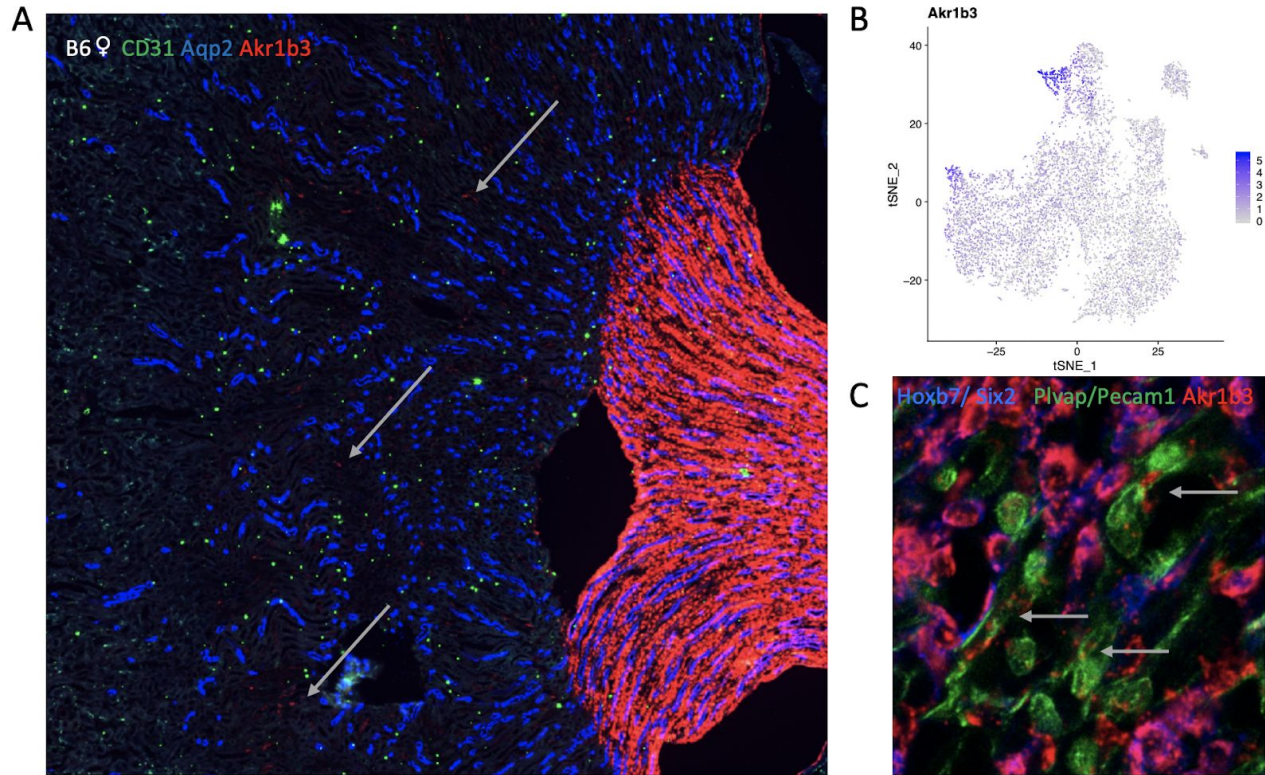 A
B6♀ CD31 Aqp2 Akr1b3
B
Akr1b3
40
20
0
−20
tSNE_2
−25
0
25
tSNE_1
5
4
3
2
1
0
C
Hoxb7/ Six2 Plvap/Pecam1 Akr1b3